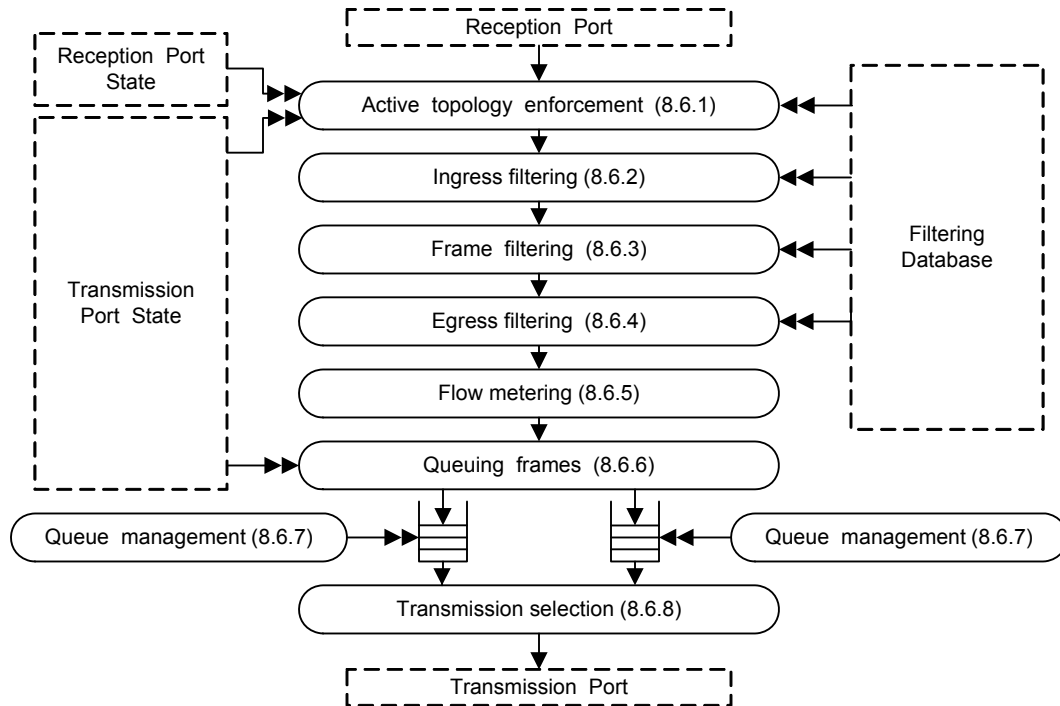 Reception Port
Reception Port
State
Active topology enforcement (8.6.1)
Ingress filtering (8.6.2)
Frame filtering (8.6.3)
Filtering
Database
Transmission
Port State
Egress filtering (8.6.4)
Flow metering (8.6.5)
Queuing frames (8.6.6)
Queue management (8.6.7)
Queue management (8.6.7)
Transmission selection (8.6.8)
Transmission Port